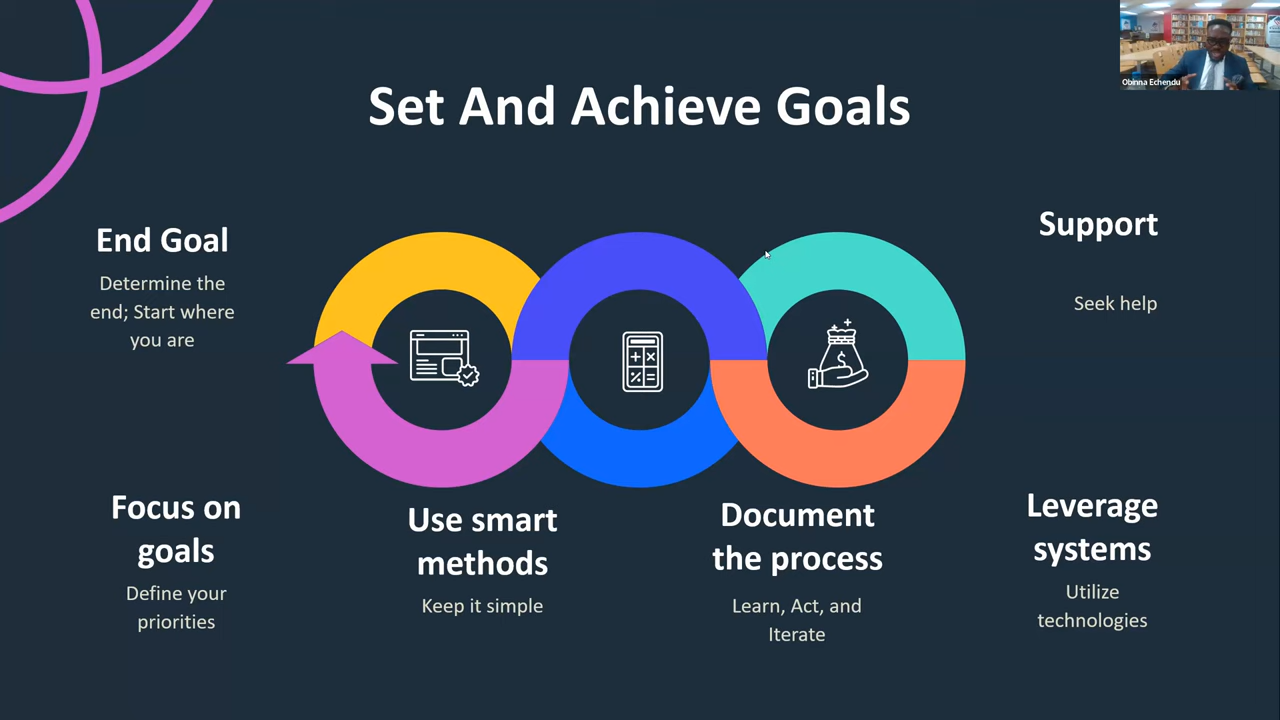 Obinna Echendu
Set And Achieve Goals
End Goal
Determine the
end; Start where
you are
Support
Seek help
Focus on
goals
Define your
priorities
Use smart
methods
Keep it simple
Document
the process
Learn, Act, and
Iterate
Leverage
systems
Utilize
technologies